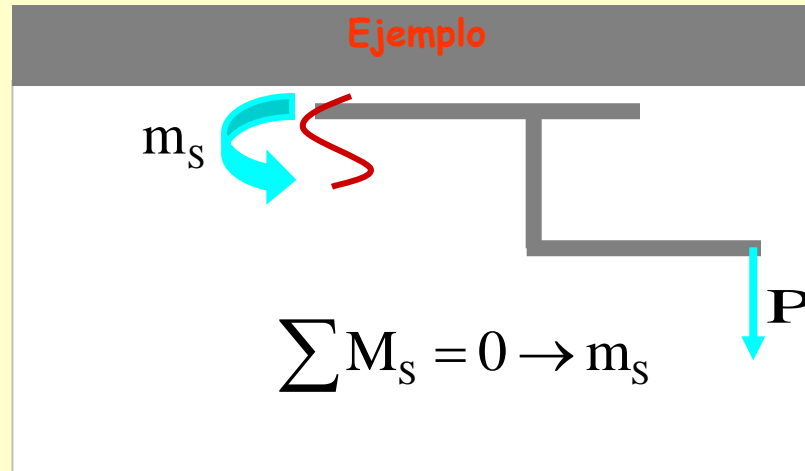 Ejemplo
m_S
P
∑M_S = 0 → m_S